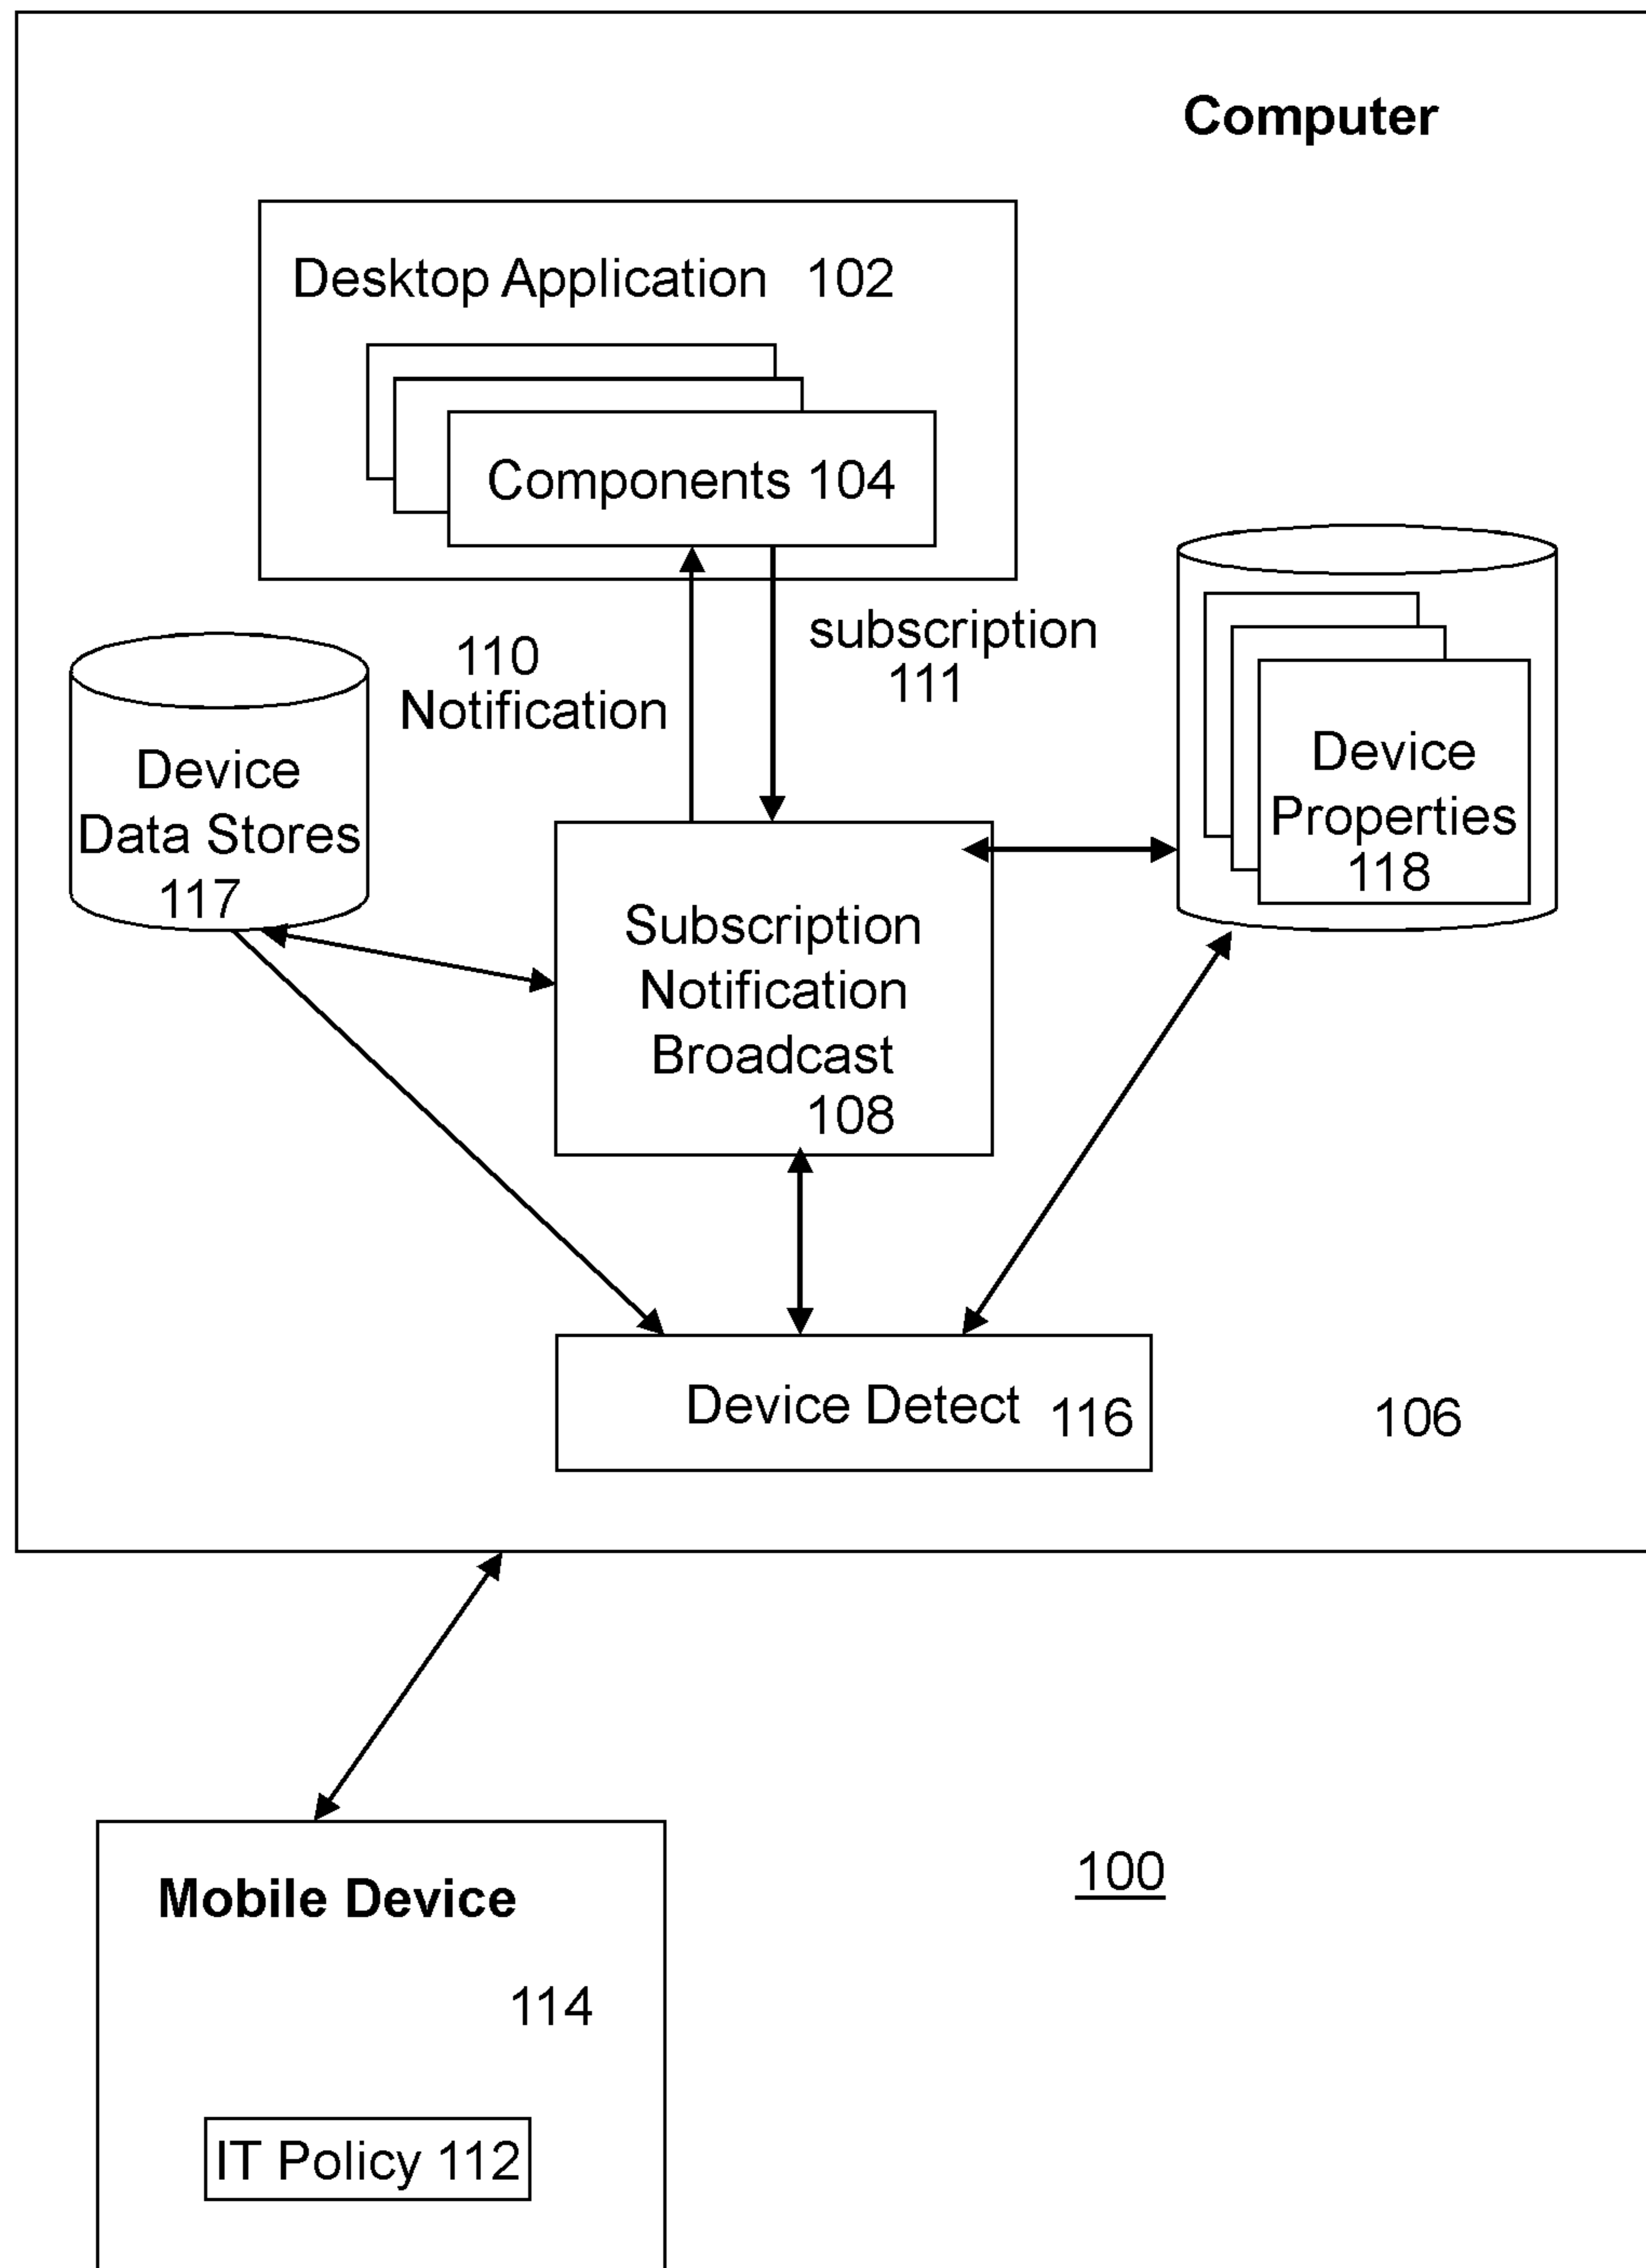 Computer
Desktop Application 102
Components 104
110
Notification
subscription
111
Device
Data Stores
117
Device
Properties
118
Subscription
Notification
Broadcast
108
Device Detect 116
106
Mobile Device
100
114
IT Policy 112